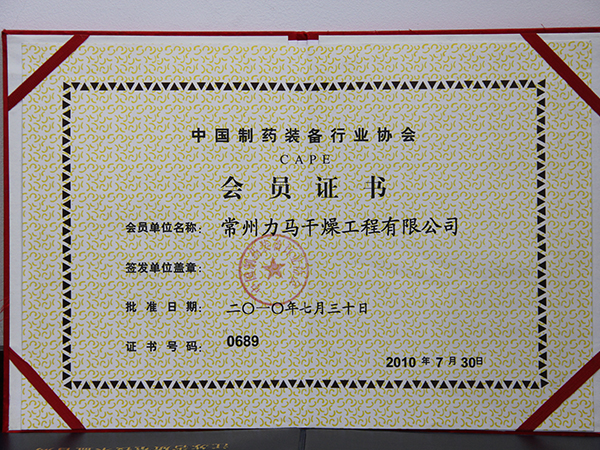 中国制药装备行业协会
CAPE
会员证书
会员单位名称: 常州力马干燥工程有限公司
签发单位盖章:
批准日期: 二〇一〇年七月三十日
证书号码: 0689
2010 年 7 月 30日